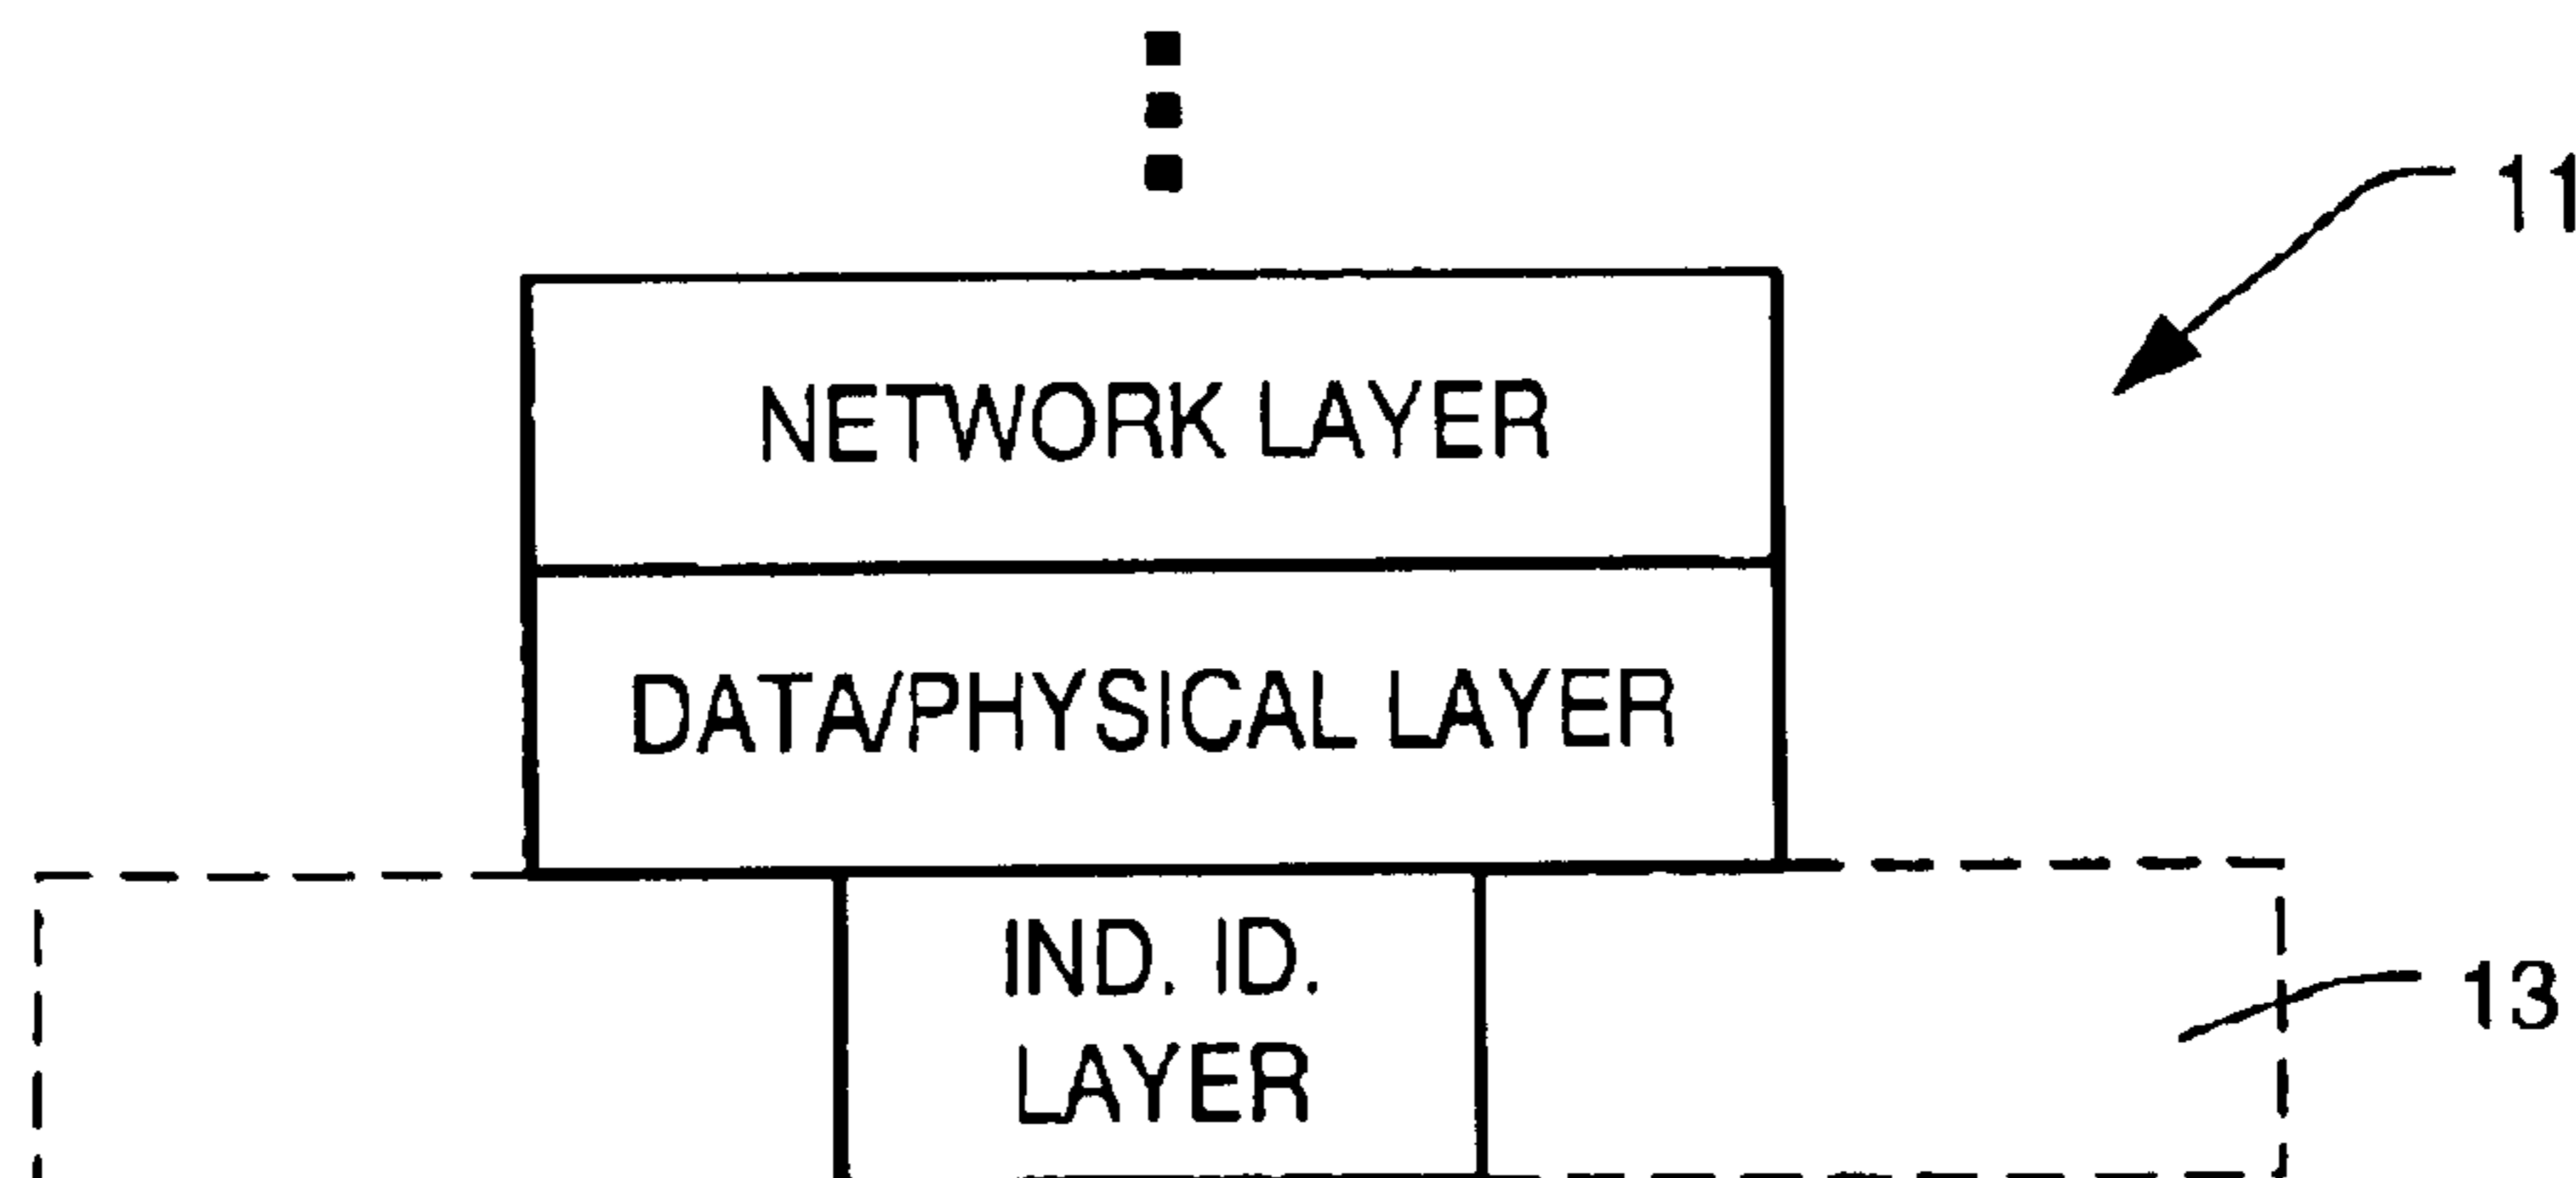 11
NETWORK LAYER
DATA/PHYSICAL LAYER
IND. ID.
LAYER
13